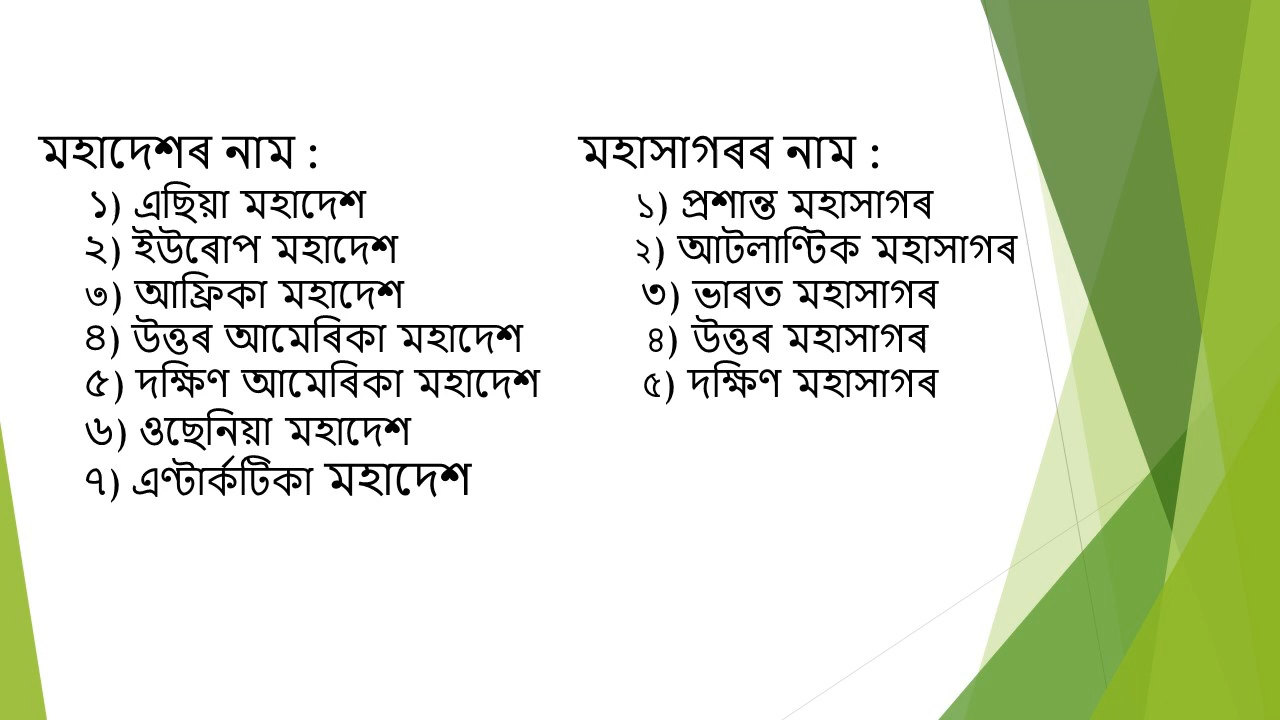 মহাদেশৰ নাম :
১) এছিয়া মহাদেশ
২) ইউৰোপ মহাদেশ
৩) আফ্ৰিকা মহাদেশ
৪) উত্তৰ আমেৰিকা মহাদেশ
৫) দক্ষিণ আমেৰিকা মহাদেশ
৬) ওছেনিয়া মহাদেশ
৭) এণ্টাৰ্কটিকা মহাদেশ
মহাসাগৰৰ নাম :
১) প্ৰশান্ত মহাসাগৰ
২) আটলাণ্টিক মহাসাগৰ
৩) ভাৰত মহাসাগৰ
৪) উত্তৰ মহাসাগৰ
৫) দক্ষিণ মহাসাগৰ